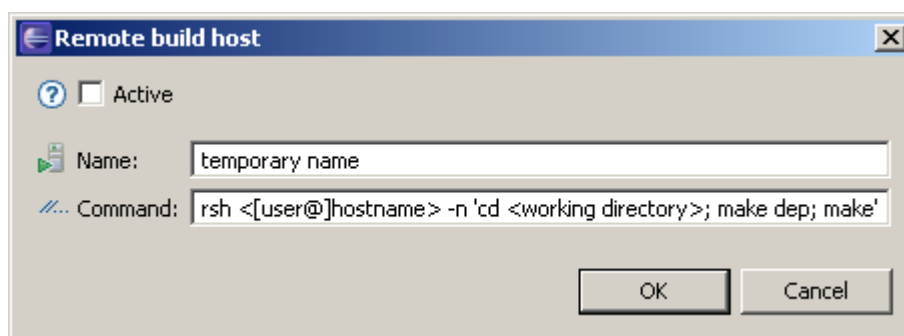 Remote build host
Active
Name: temporary name
//... Command: rsh <[user@]hostname> -n 'cd <working directory>; make dep; make'
OK Cancel